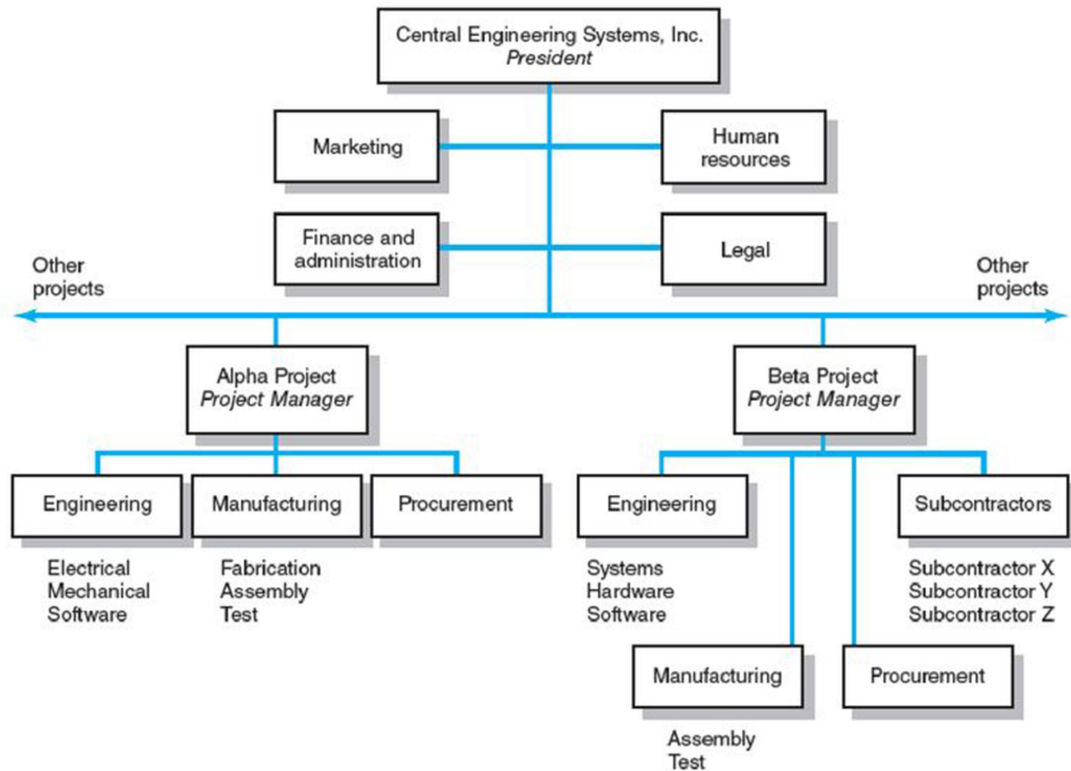 Central Engineering Systems, Inc.
President
Marketing
Human
resources
Finance and
administration
Legal
Other
projects
Other
projects
Alpha Project
Project Manager
Beta Project
Project Manager
Engineering
Manufacturing
Procurement
Engineering
Subcontractors
Electrical
Mechanical
Software
Fabrication
Assembly
Test
Systems
Hardware
Software
Subcontractor X
Subcontractor Y
Subcontractor Z
Manufacturing
Procurement
Assembly
Test